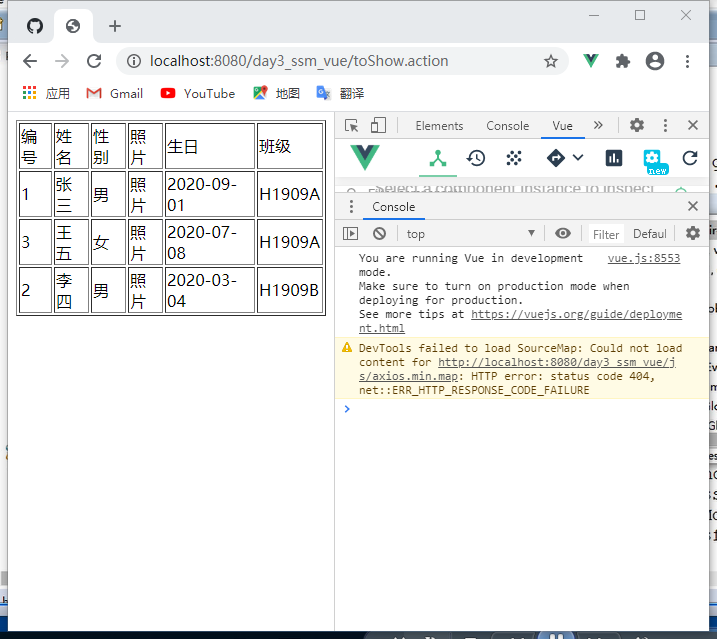 localhost:8080/day3_ssm_vue/toShow.action
应用 Gmail YouTube 地图 翻译
编号 姓名 性别 照片 生日 班级
1 张三 男 照片 2020-09-01 H1909A
3 王五 女 照片 2020-07-08 H1909A
2 李四 男 照片 2020-03-04 H1909B
Elements Console Vue
new
Select a component instance to inspect
Console
top Filter Defaul
You are running Vue in development vue.js:8553
mode.
Make sure to turn on production mode when
deploying for production.
See more tips at https://vuejs.org/guide/deployme
nt.html
DevTools failed to load SourceMap: Could not load
content for http://localhost:8080/day3_ssm_vue/j
s/axios.min.map: HTTP error: status code 404,
net::ERR_HTTP_RESPONSE_CODE_FAILURE